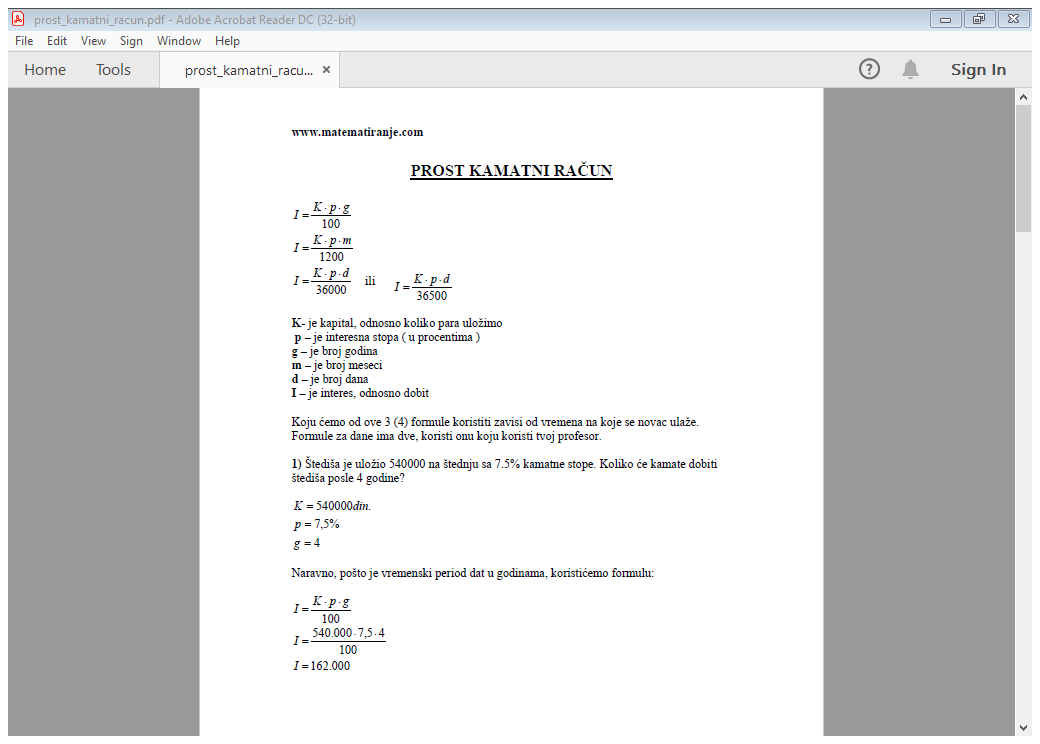 prost_kamatni_racun.pdf - Adobe Acrobat Reader DC (32-bit)
File Edit View Sign Window Help
Home Tools prost_kamatni_racu... × ? Sign In
www.matematiranje.com
PROST KAMATNI RAČUN
I = K · p · g / 100
I = K · p · m / 1200
I = K · p · d / 36000 ili I = K · p · d / 36500
K- je kapital, odnosno koliko para uložimo
p – je interesna stopa ( u procentima )
g – je broj godina
m – je broj meseci
d – je broj dana
I – je interes, odnosno dobit
Koju ćemo od ove 3 (4) formule koristiti zavisi od vremena na koje se novac ulaže.
Formule za dane ima dve, koristi onu koju koristi tvoj profesor.
1) Štediša je uložio 540000 na štednju sa 7.5% kamatne stope. Koliko će kamate dobiti
štediša posle 4 godine?
K = 540000din.
p = 7,5%
g = 4
Naravno, pošto je vremenski period dat u godinama, koristićemo formulu:
I = K · p · g / 100
I = 540.000 · 7,5 · 4 / 100
I = 162.000